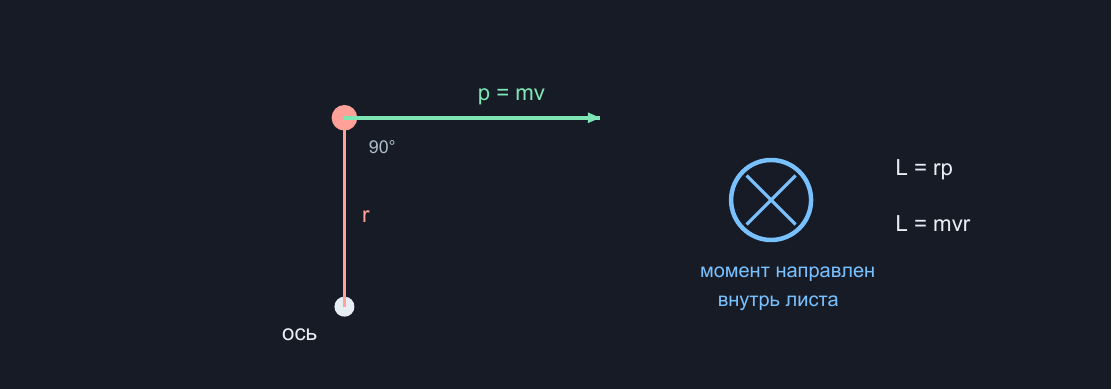 p = mv
90°
r
ось
L = rp
L = mvr
момент направлен
внутрь листа